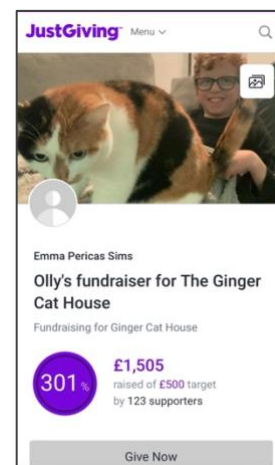 JustGiving™ Menu
Emma Pericas Sims
Olly's fundraiser for The Ginger
Cat House
Fundraising for Ginger Cat House
301 %
£1,505
raised of £500 target
by 123 supporters
Give Now